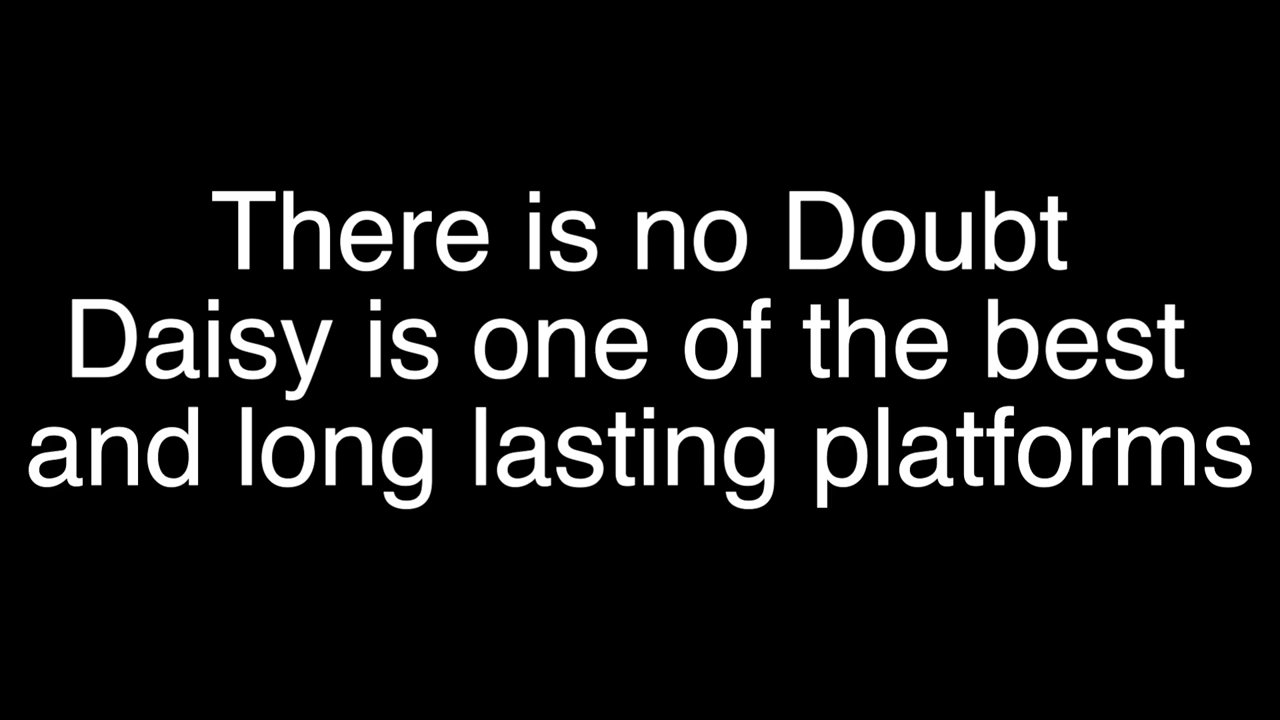 There is no Doubt
Daisy is one of the best
and long lasting platforms